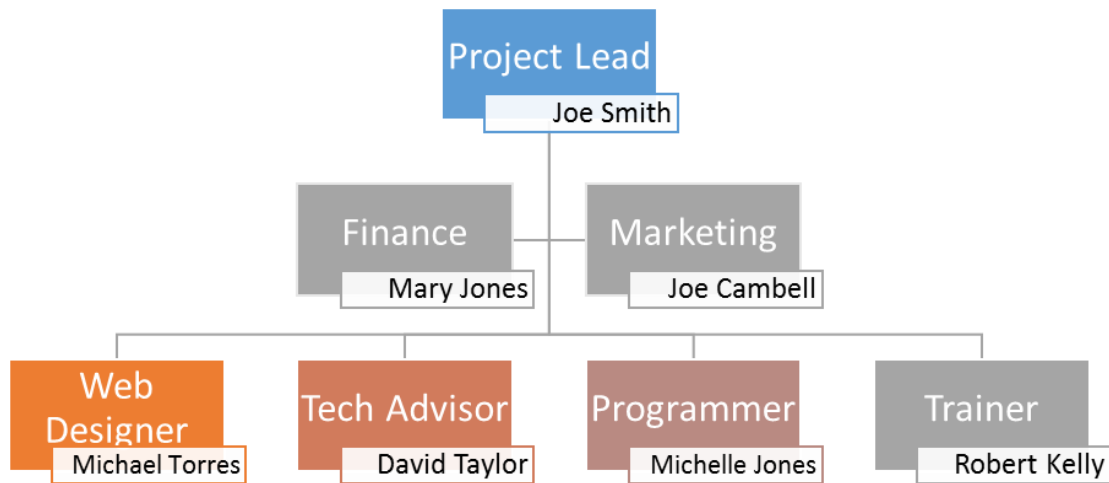 Project Lead
Joe Smith
Finance
Mary Jones
Marketing
Joe Cambell
Web
Designer
Michael Torres
Tech Advisor
David Taylor
Programmer
Michelle Jones
Trainer
Robert Kelly